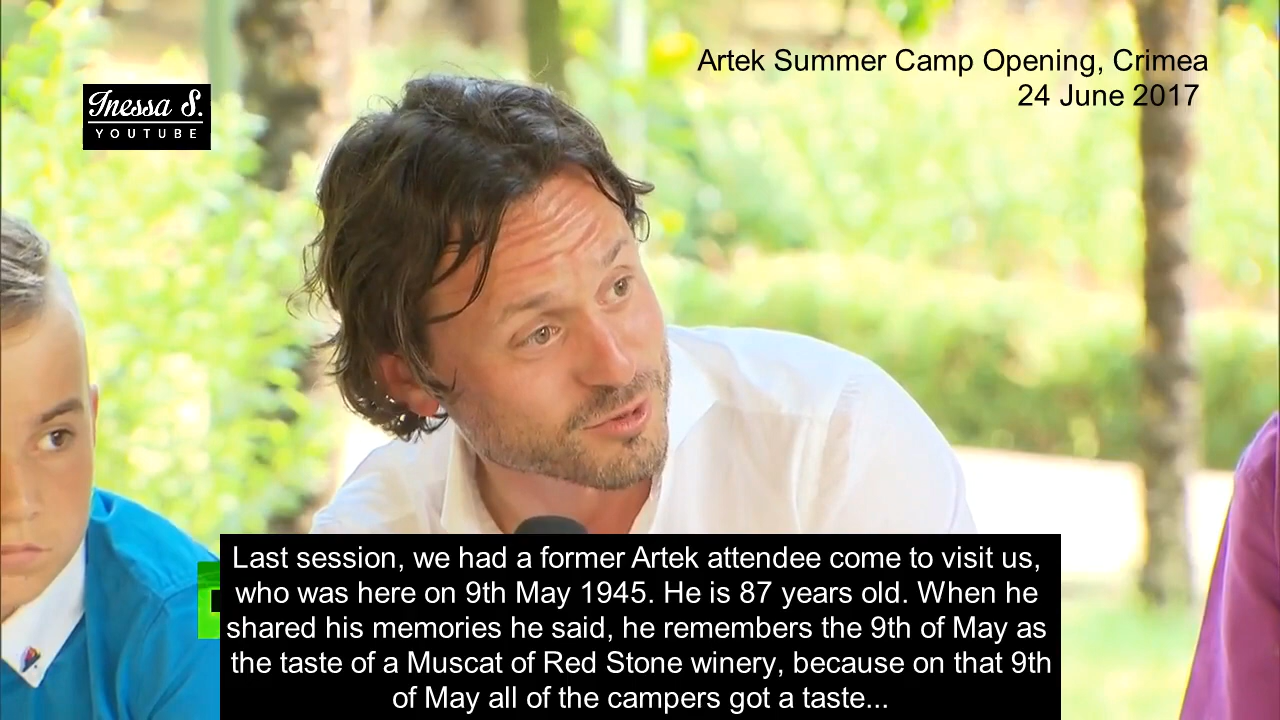 Artek Summer Camp Opening, Crimea
24 June 2017
Inessa S.
YOUTUBE
Last session, we had a former Artek attendee come to visit us,
who was here on 9th May 1945. He is 87 years old. When he
shared his memories he said, he remembers the 9th of May as
the taste of a Muscat of Red Stone winery, because on that 9th
of May all of the campers got a taste...